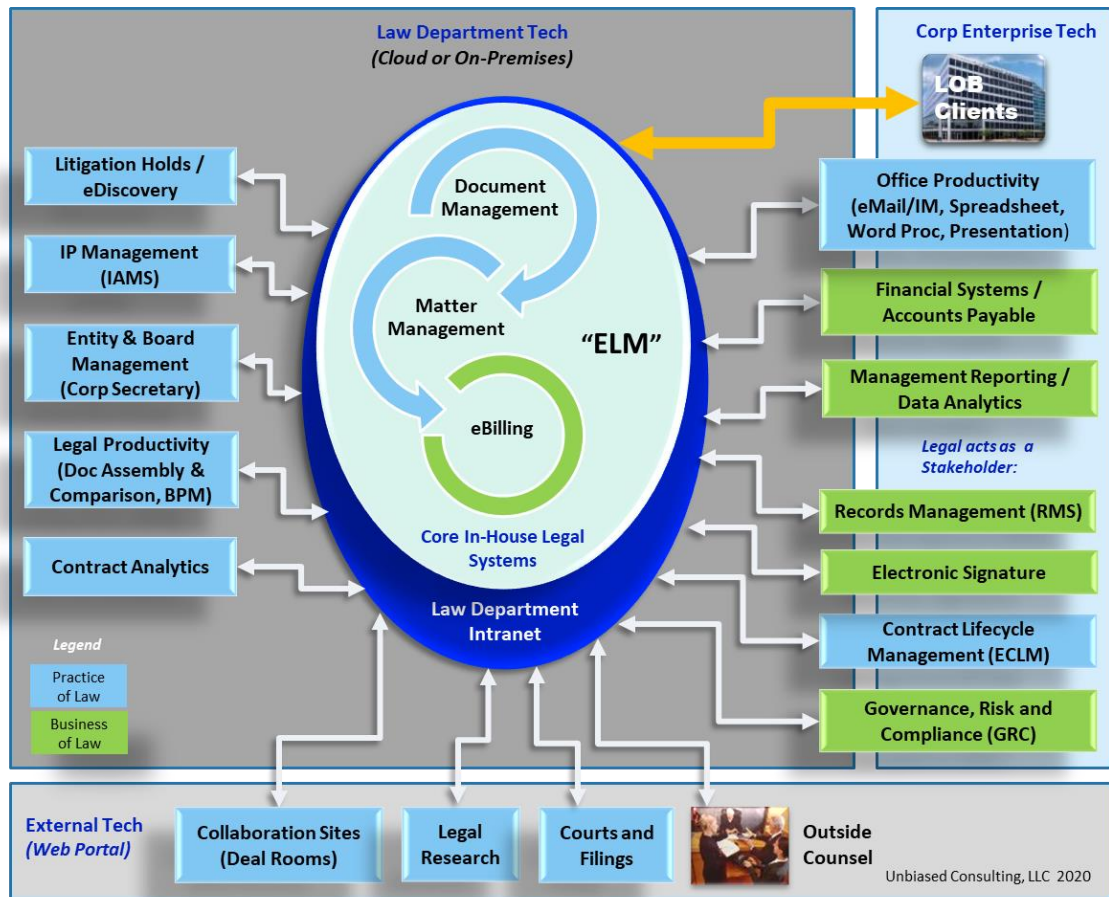 Law Department Tech
(Cloud or On-Premises)
Corp Enterprise Tech
LOB
Clients
Litigation Holds /
eDiscovery
IP Management
(IAMS)
Entity & Board
Management
(Corp Secretary)
Legal Productivity
(Doc Assembly &
Comparison, BPM)
Contract Analytics
Document
Management
Matter
Management
"ELM"
eBilling
Core In-House Legal
Systems
Law Department
Intranet
Office Productivity
(eMail/IM, Spreadsheet,
Word Proc, Presentation)
Financial Systems /
Accounts Payable
Management Reporting /
Data Analytics
Legal acts as a
Stakeholder:
Records Management (RMS)
Electronic Signature
Contract Lifecycle
Management (ECLM)
Governance, Risk and
Compliance (GRC)
Legend
Practice
of Law
Business
of Law
External Tech
(Web Portal)
Collaboration Sites
(Deal Rooms)
Legal
Research
Courts and
Filings
Outside
Counsel
Unbiased Consulting, LLC 2020